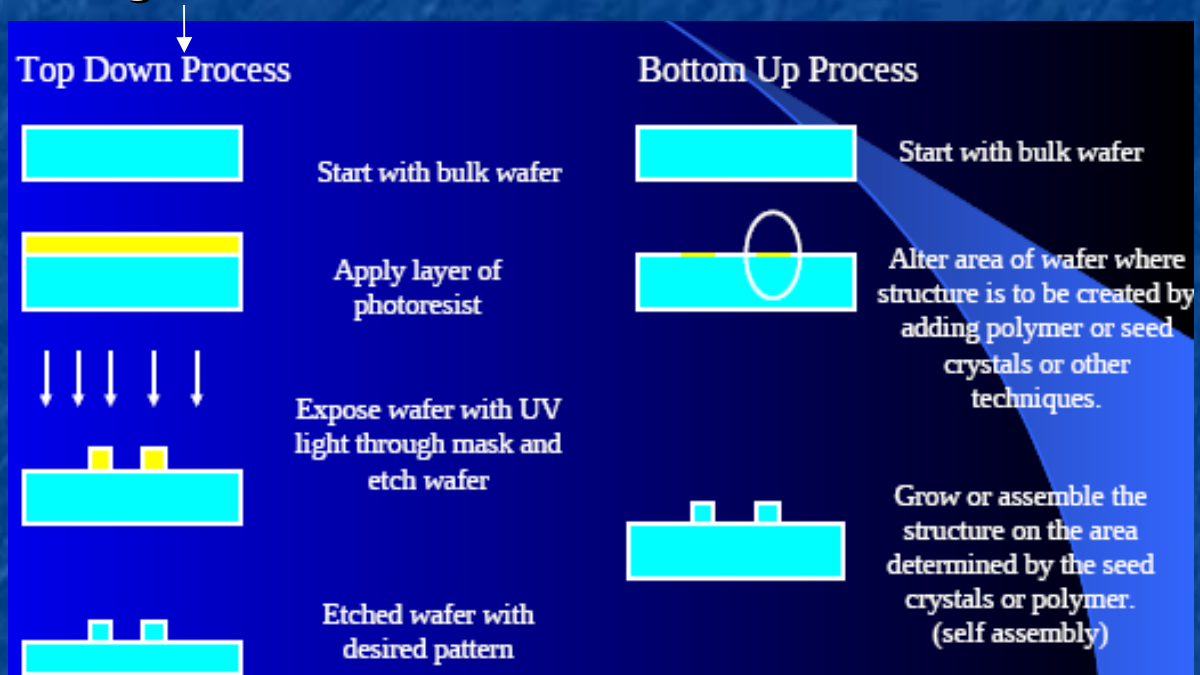 Top Down Process
Start with bulk wafer
Apply layer of
photoresist
Expose wafer with UV
light through mask and
etch wafer
Etched wafer with
desired pattern
Bottom Up Process
Start with bulk wafer
Alter area of wafer where
structure is to be created by
adding polymer or seed
crystals or other
techniques.
Grow or assemble the
structure on the area
determined by the seed
crystals or polymer.
(self assembly)